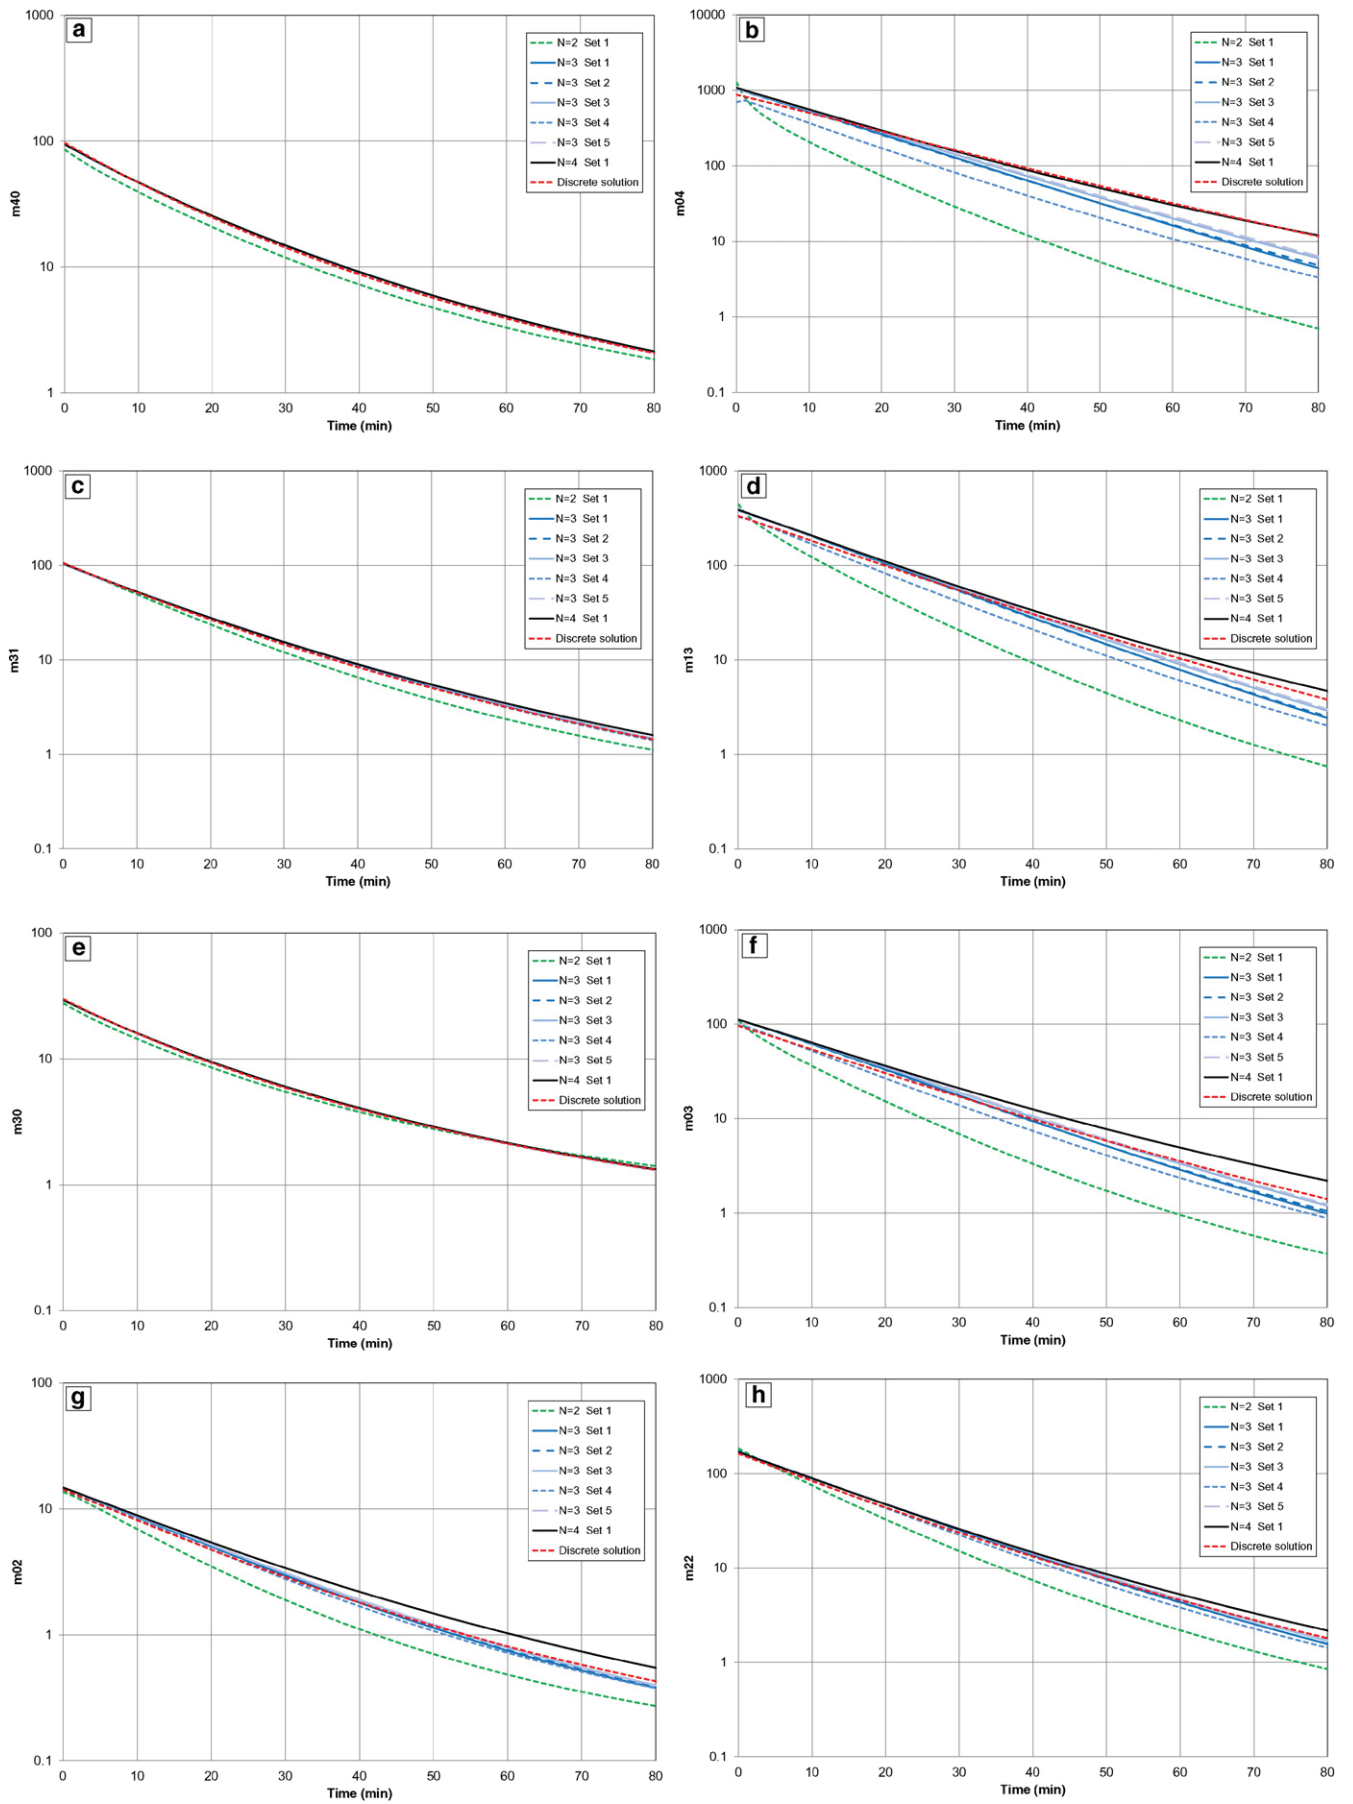 a
1000
100
10
1
m40
0 10 20 30 40 50 60 70 80
Time (min)
N=2 Set 1
N=3 Set 1
N=3 Set 2
N=3 Set 3
N=3 Set 4
N=3 Set 5
N=4 Set 1
Discrete solution
b
10000
1000
100
10
1
0.1
m04
0 10 20 30 40 50 60 70 80
Time (min)
N=2 Set 1
N=3 Set 1
N=3 Set 2
N=3 Set 3
N=3 Set 4
N=3 Set 5
N=4 Set 1
Discrete solution
c
1000
100
10
1
0.1
m31
0 10 20 30 40 50 60 70 80
Time (min)
N=2 Set 1
N=3 Set 1
N=3 Set 2
N=3 Set 3
N=3 Set 4
N=3 Set 5
N=4 Set 1
Discrete solution
d
1000
100
10
1
0.1
m13
0 10 20 30 40 50 60 70 80
Time (min)
N=2 Set 1
N=3 Set 1
N=3 Set 2
N=3 Set 3
N=3 Set 4
N=3 Set 5
N=4 Set 1
Discrete solution
e
100
10
1
0.1
m30
0 10 20 30 40 50 60 70 80
Time (min)
N=2 Set 1
N=3 Set 1
N=3 Set 2
N=3 Set 3
N=3 Set 4
N=3 Set 5
N=4 Set 1
Discrete solution
f
1000
100
10
1
0.1
m03
0 10 20 30 40 50 60 70 80
Time (min)
N=2 Set 1
N=3 Set 1
N=3 Set 2
N=3 Set 3
N=3 Set 4
N=3 Set 5
N=4 Set 1
Discrete solution
g
100
10
1
0.1
m02
0 10 20 30 40 50 60 70 80
Time (min)
N=2 Set 1
N=3 Set 1
N=3 Set 2
N=3 Set 3
N=3 Set 4
N=3 Set 5
N=4 Set 1
Discrete solution
h
1000
100
10
1
0.1
m22
0 10 20 30 40 50 60 70 80
Time (min)
N=2 Set 1
N=3 Set 1
N=3 Set 2
N=3 Set 3
N=3 Set 4
N=3 Set 5
N=4 Set 1
Discrete solution